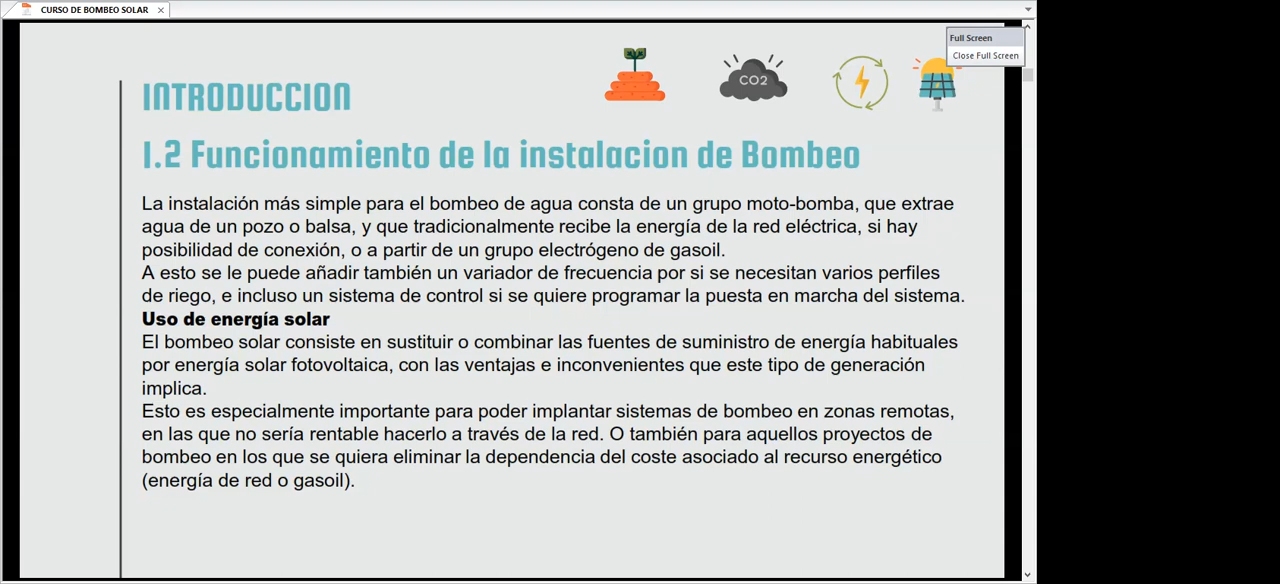 CURSO DE BOMBEO SOLAR
Full Screen
Close Full Screen
CO2
INTRODUCCION
1.2 Funcionamiento de la instalacion de Bombeo
La instalación más simple para el bombeo de agua consta de un grupo moto-bomba, que extrae
agua de un pozo o balsa, y que tradicionalmente recibe la energía de la red eléctrica, si hay
posibilidad de conexión, o a partir de un grupo electrógeno de gasoil.
A esto se le puede añadir también un variador de frecuencia por si se necesitan varios perfiles
de riego, e incluso un sistema de control si se quiere programar la puesta en marcha del sistema.
Uso de energía solar
El bombeo solar consiste en sustituir o combinar las fuentes de suministro de energía habituales
por energía solar fotovoltaica, con las ventajas e inconvenientes que este tipo de generación
implica.
Esto es especialmente importante para poder implantar sistemas de bombeo en zonas remotas,
en las que no sería rentable hacerlo a través de la red. O también para aquellos proyectos de
bombeo en los que se quiera eliminar la dependencia del coste asociado al recurso energético
(energía de red o gasoil).